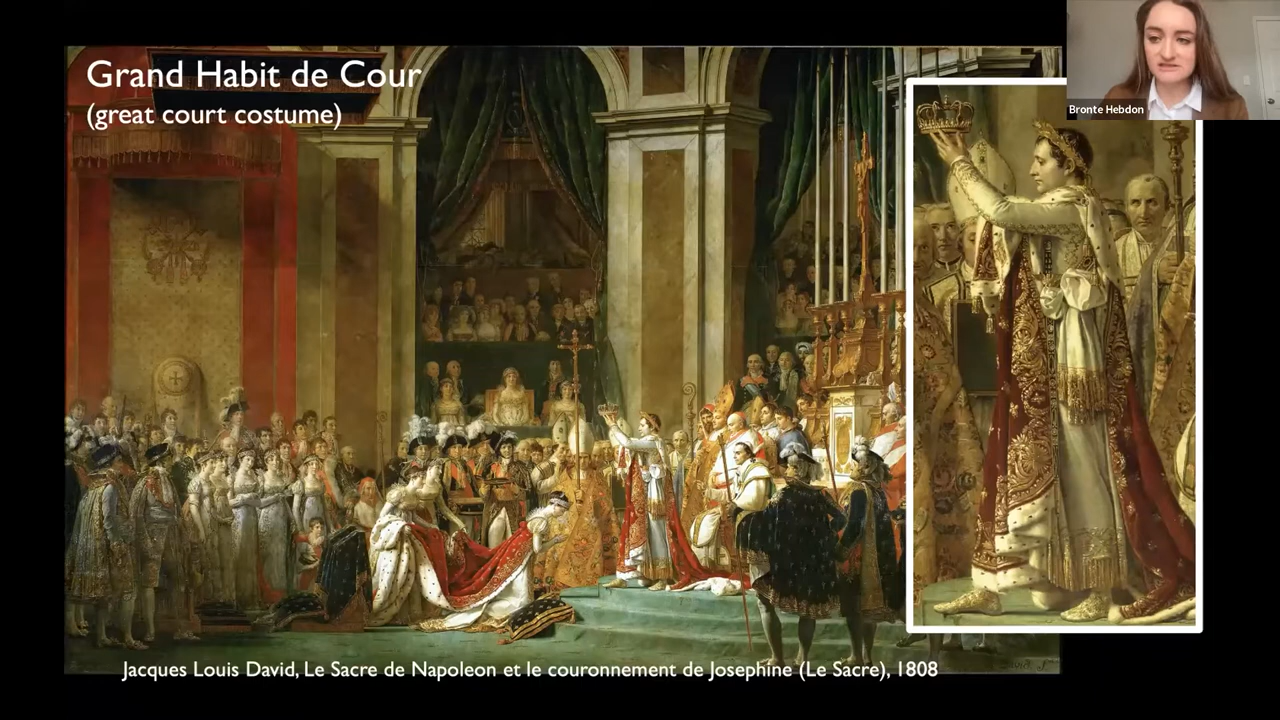 Grand Habit de Cour
(great court costume)
Bronte Hebdon
Jacques Louis David, Le Sacre de Napoleon et le couronnement de Josephine (Le Sacre), 1808